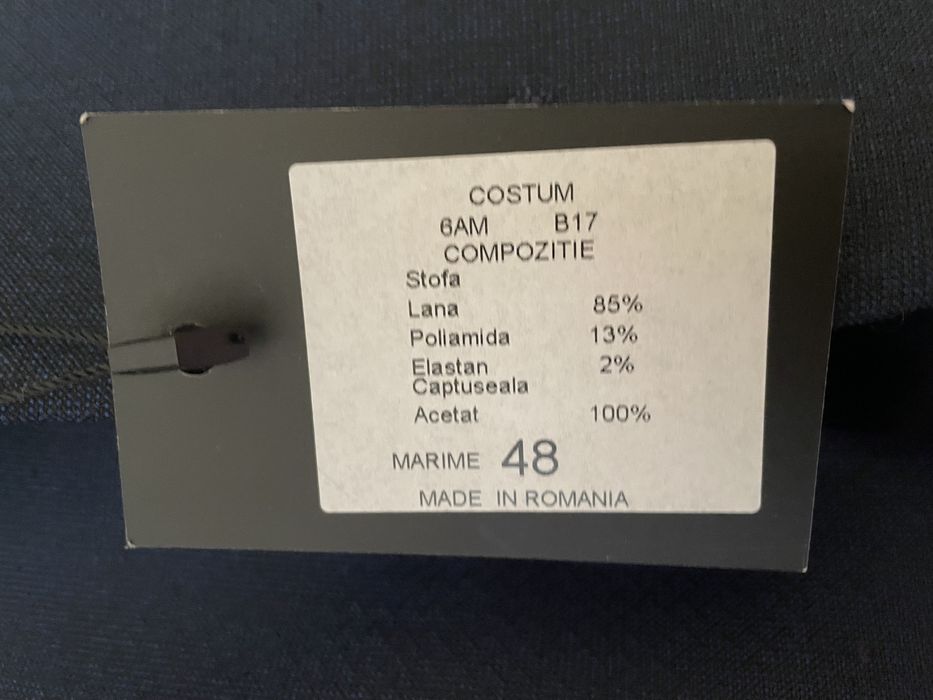 COSTUM
6AM B17
COMPOZITIE
Stofa
Lana 85%
Poliamida 13%
Elastan 2%
Captuseala
Acetat 100%
MARIME 48
MADE IN ROMANIA